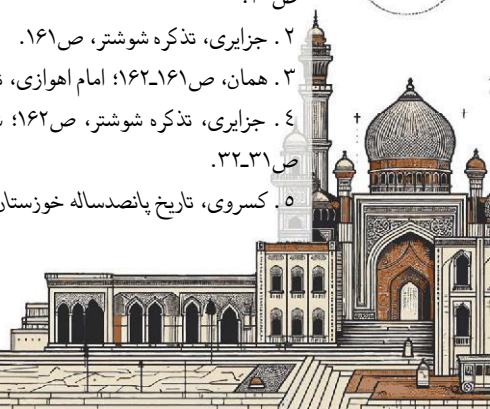 ۲. جزایری، تذکره شوشتر، ص۱۶۱.
۳. همان، ص۱۶۱ـ۱۶۲؛ امام اهوازی،
٤. جزایری، تذکره شوشتر، ص۱۶۲؛
ص۳۱ـ۳۲.
٥. کسروی، تاریخ پانصدساله خوزستان